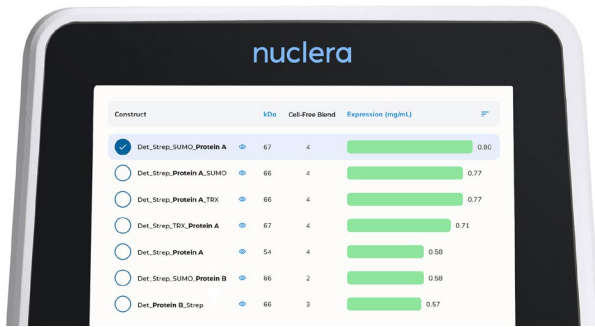 nuclera
Construct kDa Cell-Free Blend Expression (mg/mL)
Det_Strep_SUMO_Protein A 67 4 0.80
Det_Strep_Protein A_SUMO 66 4 0.77
Det_Strep_Protein A_TRX 66 4 0.77
Det_Strep_TRX_Protein A 67 4 0.71
Det_Strep_Protein A 54 4 0.58
Det_Strep_SUMO_Protein B 66 2 0.58
Det_Protein B_Strep 66 3 0.57